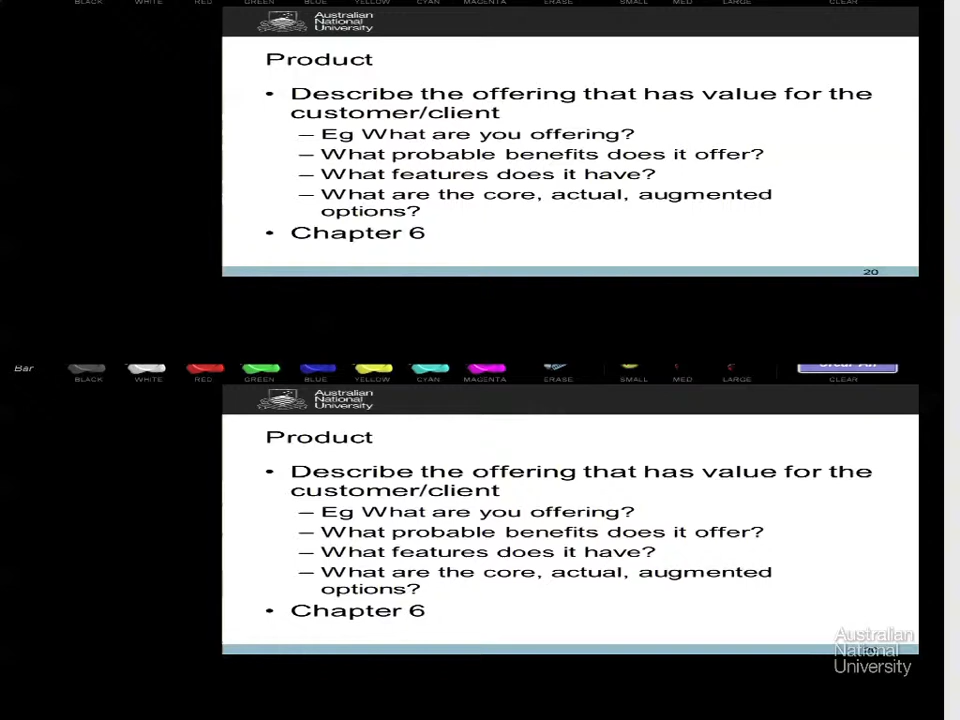 BLACK WHITE RED GREEN BLUE YELLOW CYAN MAGENTA ERASE SMALL MED LARGE CLEAR
Australian
National
University
Product
• Describe the offering that has value for the
customer/client
– Eg What are you offering?
– What probable benefits does it offer?
– What features does it have?
– What are the core, actual, augmented
options?
• Chapter 6
20
Bar
Clear All
BLACK WHITE RED GREEN BLUE YELLOW CYAN MAGENTA ERASE SMALL MED LARGE CLEAR
Australian
National
University
Product
• Describe the offering that has value for the
customer/client
– Eg What are you offering?
– What probable benefits does it offer?
– What features does it have?
– What are the core, actual, augmented
options?
• Chapter 6
Australian
National
University